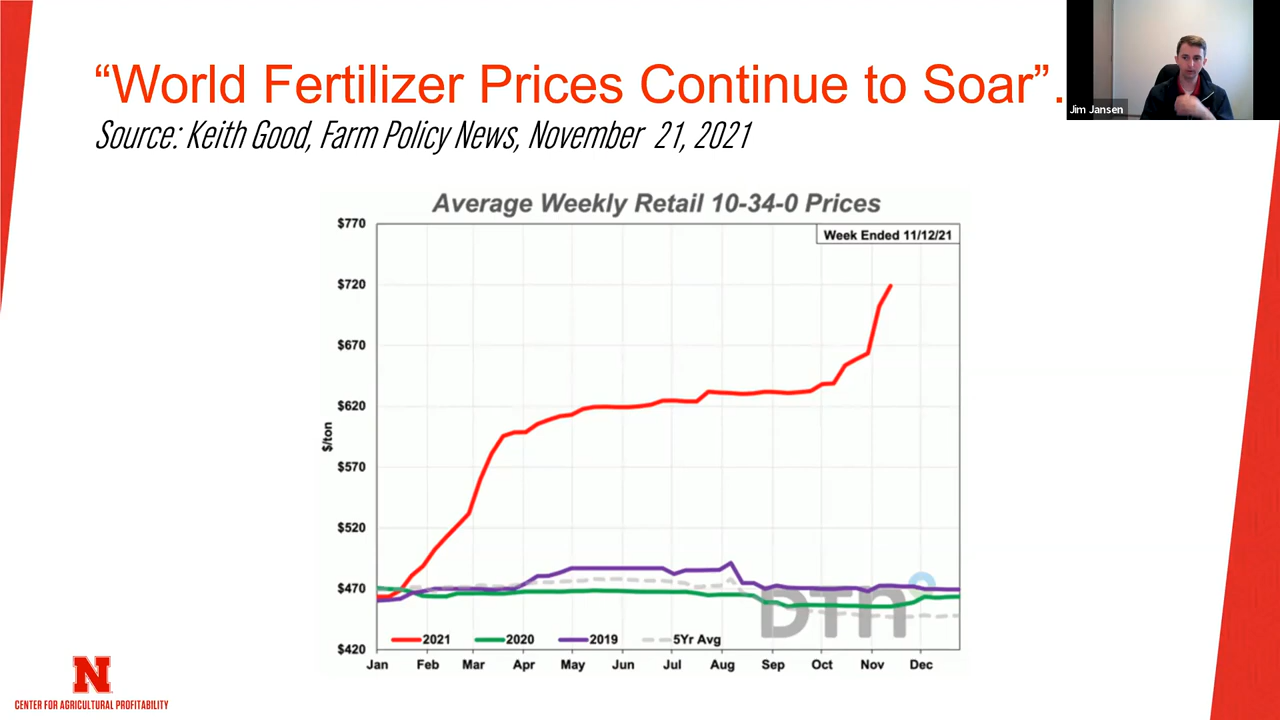 “World Fertilizer Prices Continue to Soar”.
Source: Keith Good, Farm Policy News, November 21, 2021
Jim Jansen
Average Weekly Retail 10-34-0 Prices
Week Ended 11/12/21
$770
$720
$670
$620
$570
$520
$470
$420
$/ton
DTN
2021 2020 2019 5Yr Avg
Jan Feb Mar Apr May Jun Jul Aug Sep Oct Nov Dec
N
CENTER FOR AGRICULTURAL PROFITABILITY